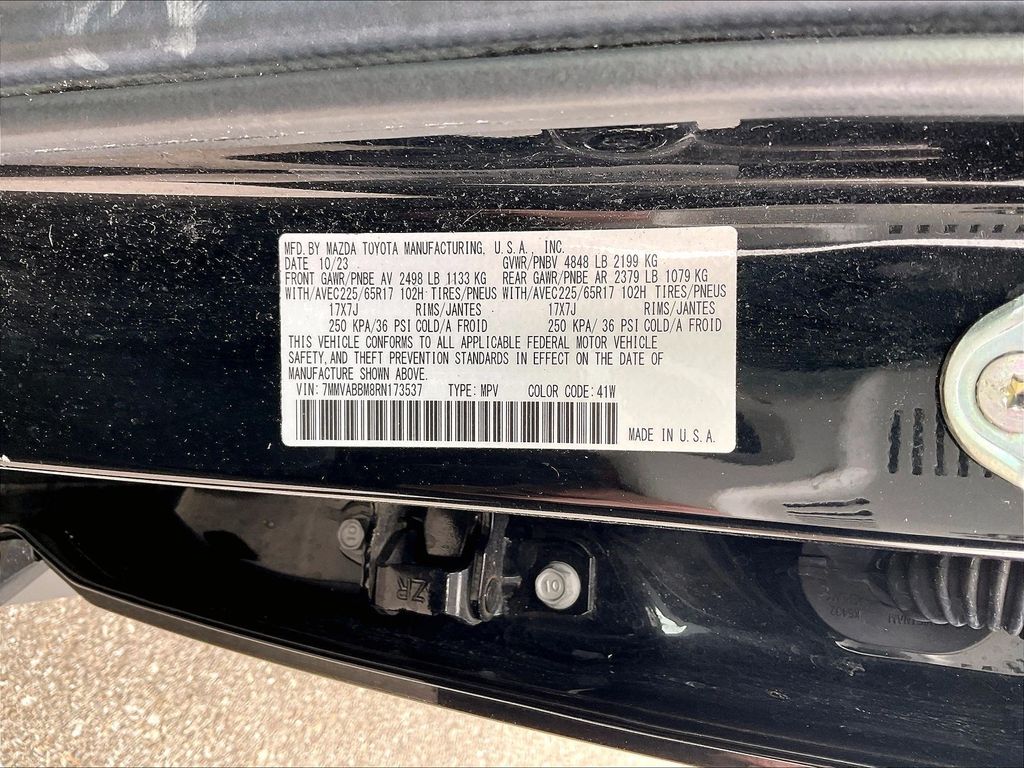 MFD. BY MAZDA TOYOTA MANUFACTURING, U.S.A., INC.
DATE 10/23 GVWR/PNBV 4848 LB 2199 KG
FRONT GAWR/PNBE AV 2498 LB 1133 KG REAR GAWR/PNBE AR 2379 LB 1079 KG
WITH/AVEC225/65R17 102H TIRES/PNEUS WITH/AVEC225/65R17 102H TIRES/PNEUS
17X7J RIMS/JANTES 17X7J RIMS/JANTES
250 KPA/36 PSI COLD/A FROID 250 KPA/ 36 PSI COLD/A FROID
THIS VEHICLE CONFORMS TO ALL APPLICABLE FEDERAL MOTOR VEHICLE
SAFETY, AND THEFT PREVENTION STANDARDS IN EFFECT ON THE DATE OF
MANUFACTURE SHOWN ABOVE.
VIN: 7MMVABBM8RN173537 TYPE: MPV COLOR CODE: 41W
MADE IN U.S.A.
10
ZR
10